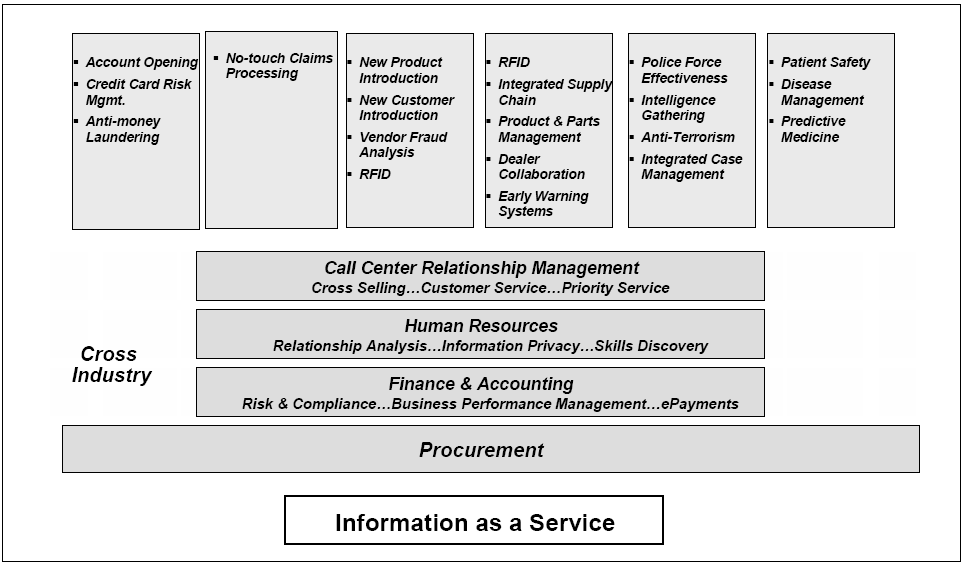 ▪ Account Opening
▪ Credit Card Risk
Mgmt.
▪ Anti-money
Laundering
▪ No-touch Claims
Processing
▪ New Product
Introduction
▪ New Customer
Introduction
▪ Vendor Fraud
Analysis
▪ RFID
▪ RFID
▪ Integrated Supply
Chain
▪ Product & Parts
Management
▪ Dealer
Collaboration
▪ Early Warning
Systems
▪ Police Force
Effectiveness
▪ Intelligence
Gathering
▪ Anti-Terrorism
▪ Integrated Case
Management
▪ Patient Safety
▪ Disease
Management
▪ Predictive
Medicine
Call Center Relationship Management
Cross Selling…Customer Service…Priority Service
Human Resources
Relationship Analysis…Information Privacy…Skills Discovery
Cross
Industry
Finance & Accounting
Risk & Compliance…Business Performance Management…ePayments
Procurement
Information as a Service